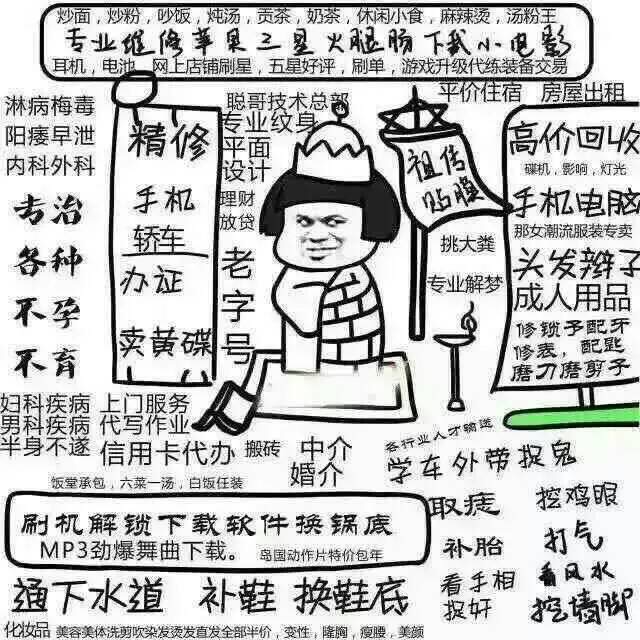 炒面，炒粉，吵饭，炖汤，贡茶，奶茶，休闲小食，麻辣烫，汤粉王
专业维修苹果三星火腿肠下载小电影
耳机，电池，网上店铺刷星，五星好评，刷单，游戏升级代练装备交易
淋病梅毒
阳痿早泄
内科外科
专治
各种
不孕
不育
精修
手机
轿车
办证
卖黄碟
聪哥技术总部
专业纹身
平面
设计
理财
放贷
老字号
祖传
贴膜
平价住宿 房屋出租
挑大粪
专业解梦
高价回收
碟机，影响，灯光
手机电脑
那女潮流服装专卖
头发辫子
成人用品
修锁予配牙
修表，配匙
磨刀磨剪子
妇科疾病 上门服务
男科疾病 代写作业
半身不遂 信用卡代办
搬砖
中介
婚介
饭堂承包，六菜一汤，白饭任装
各行业人才输送
学车外带捉鬼
取痣 挖鸡眼
补胎 打气
看手相 看风水
捉奸 挖墙脚
刷机解锁下载软件换锅底
MP3劲爆舞曲下载。 岛国动作片特价包年
通下水道 补鞋 换鞋底
化妆品 美容美体洗剪吹染发烫发直发全部半价，变性，隆胸，瘦腰，美颜